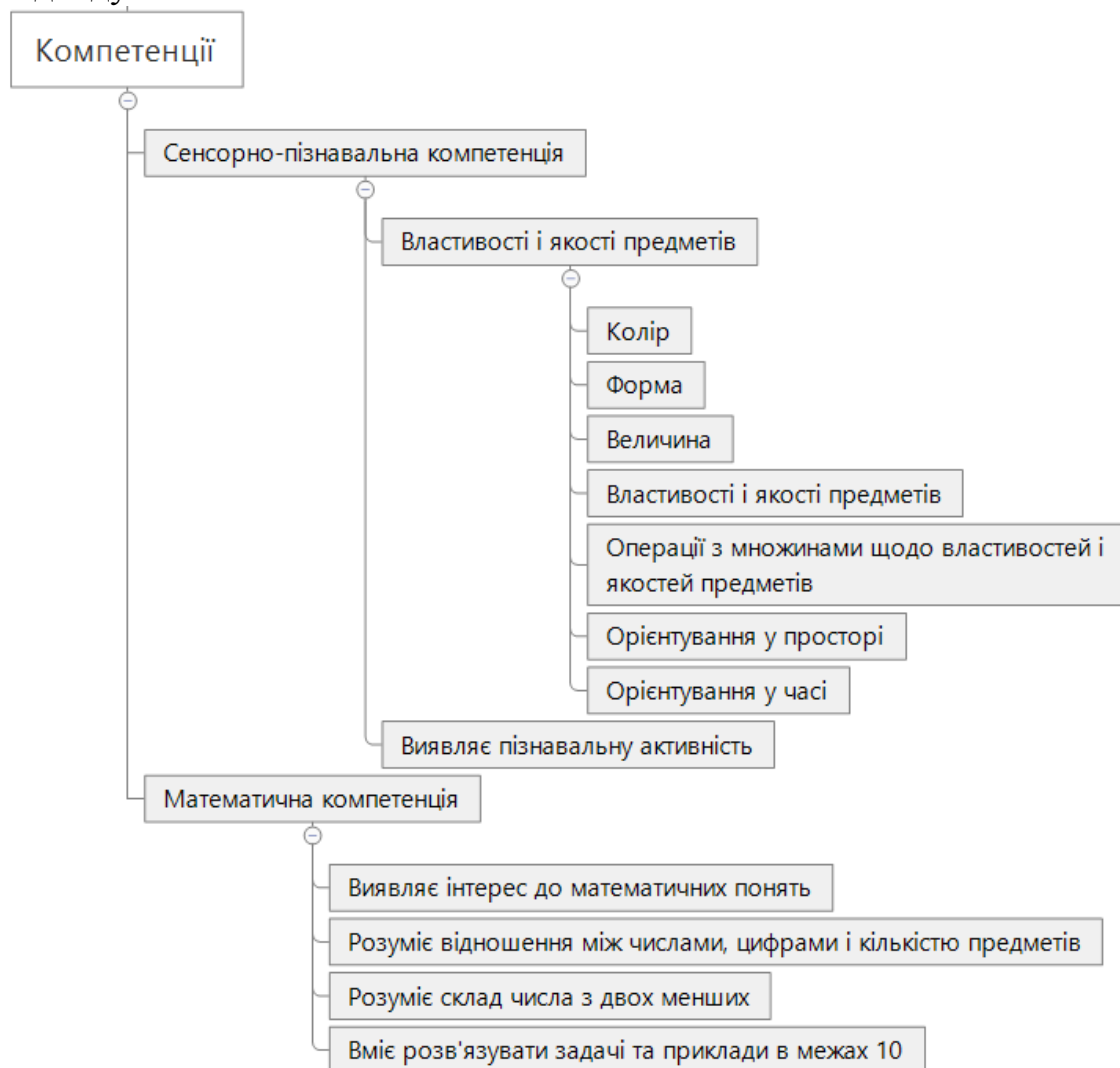 Компетенції
Сенсорно-пізнавальна компетенція
Властивості і якості предметів
Колір
Форма
Величина
Властивості і якості предметів
Операції з множинами щодо властивостей і
якостей предметів
Орієнтування у просторі
Орієнтування у часі
Виявляє пізнавальну активність
Математична компетенція
Виявляє інтерес до математичних понять
Розуміє відношення між числами, цифрами і кількістю предметів
Розуміє склад числа з двох менших
Вміє розв'язувати задачі та приклади в межах 10